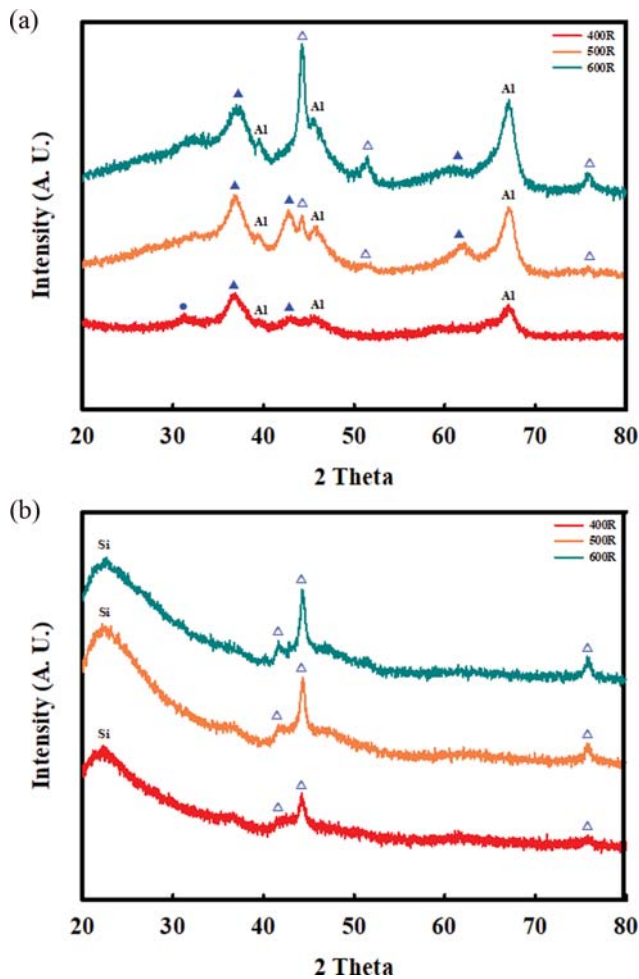 (a)
400R
500R
600R
Al
Al
Al
Al
Al
Al
Al
Al
Al
Intensity (A. U.)
20 30 40 50 60 70 80
2 Theta
(b)
400R
500R
600R
Si
Si
Si
Intensity (A. U.)
20 30 40 50 60 70 80
2 Theta